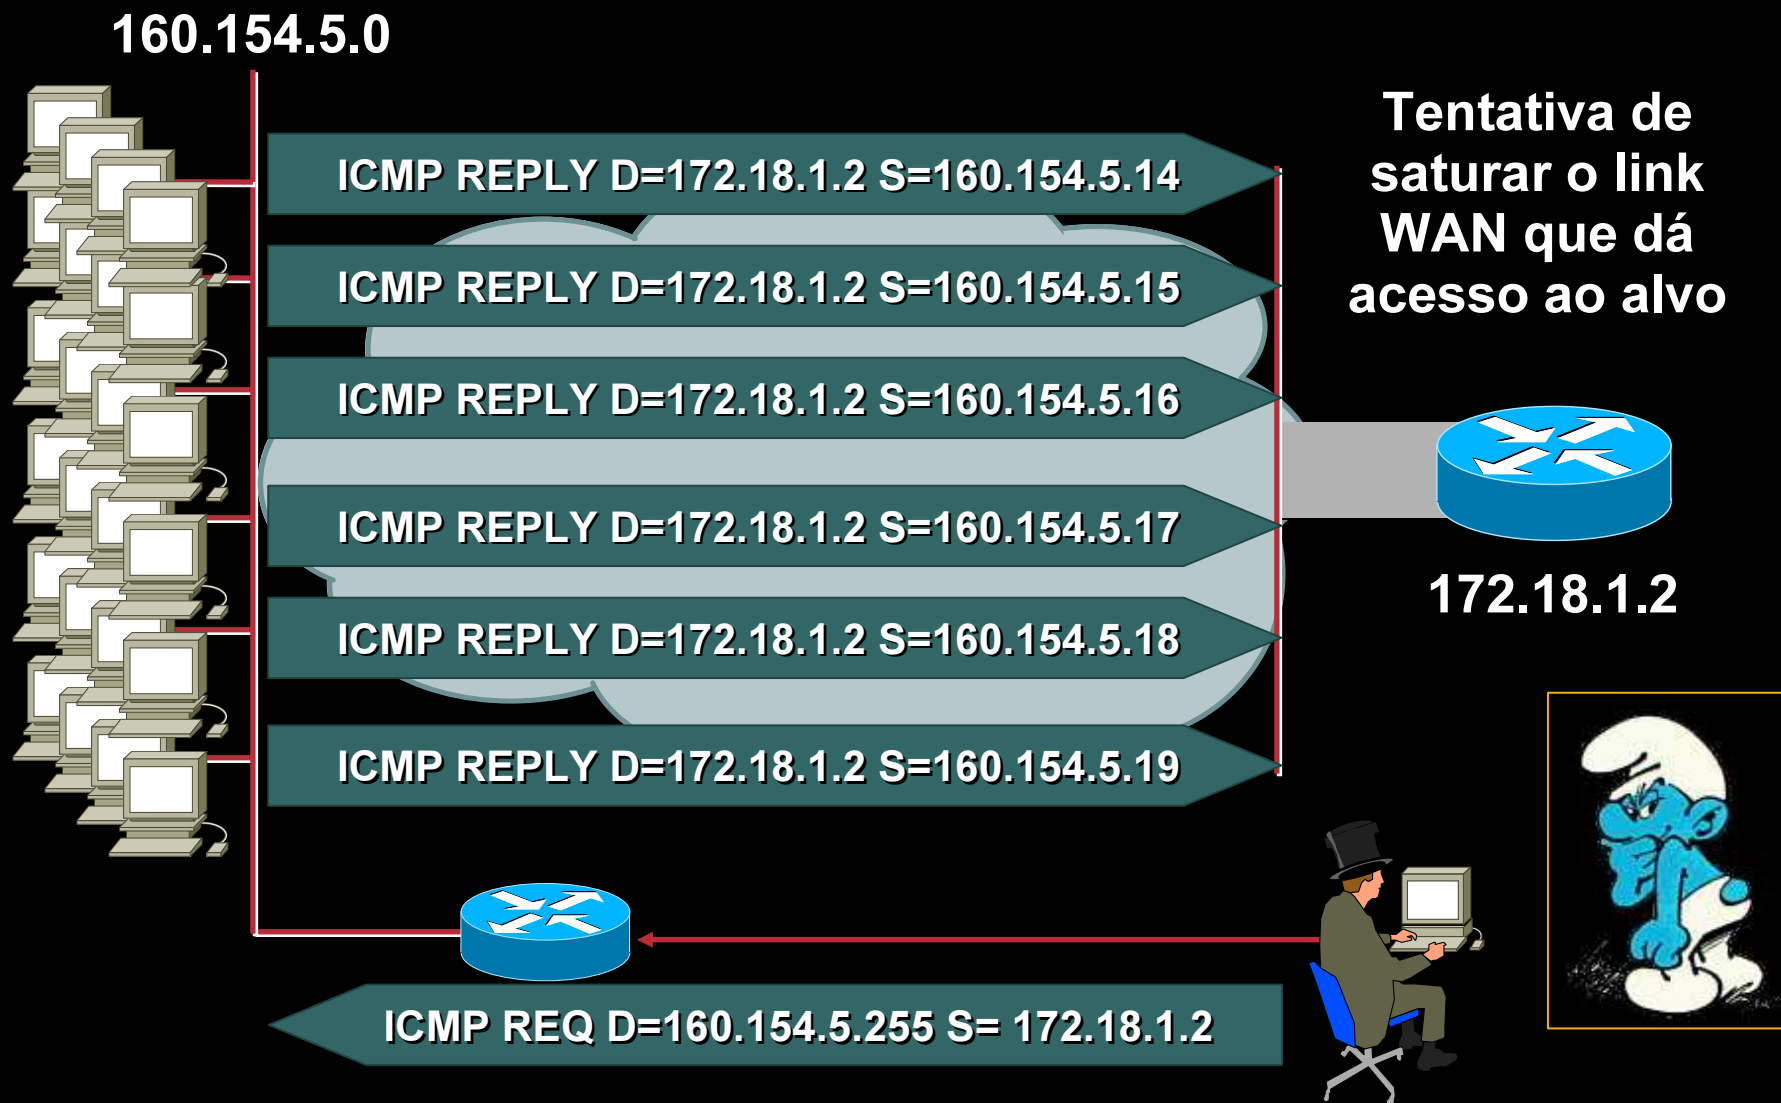 160.154.5.0
Tentativa de
saturar o link
WAN que dá
acesso ao alvo
ICMP REPLY D=172.18.1.2 S=160.154.5.14
ICMP REPLY D=172.18.1.2 S=160.154.5.15
ICMP REPLY D=172.18.1.2 S=160.154.5.16
ICMP REPLY D=172.18.1.2 S=160.154.5.17
ICMP REPLY D=172.18.1.2 S=160.154.5.18
ICMP REPLY D=172.18.1.2 S=160.154.5.19
172.18.1.2
ICMP REQ D=160.154.5.255 S= 172.18.1.2